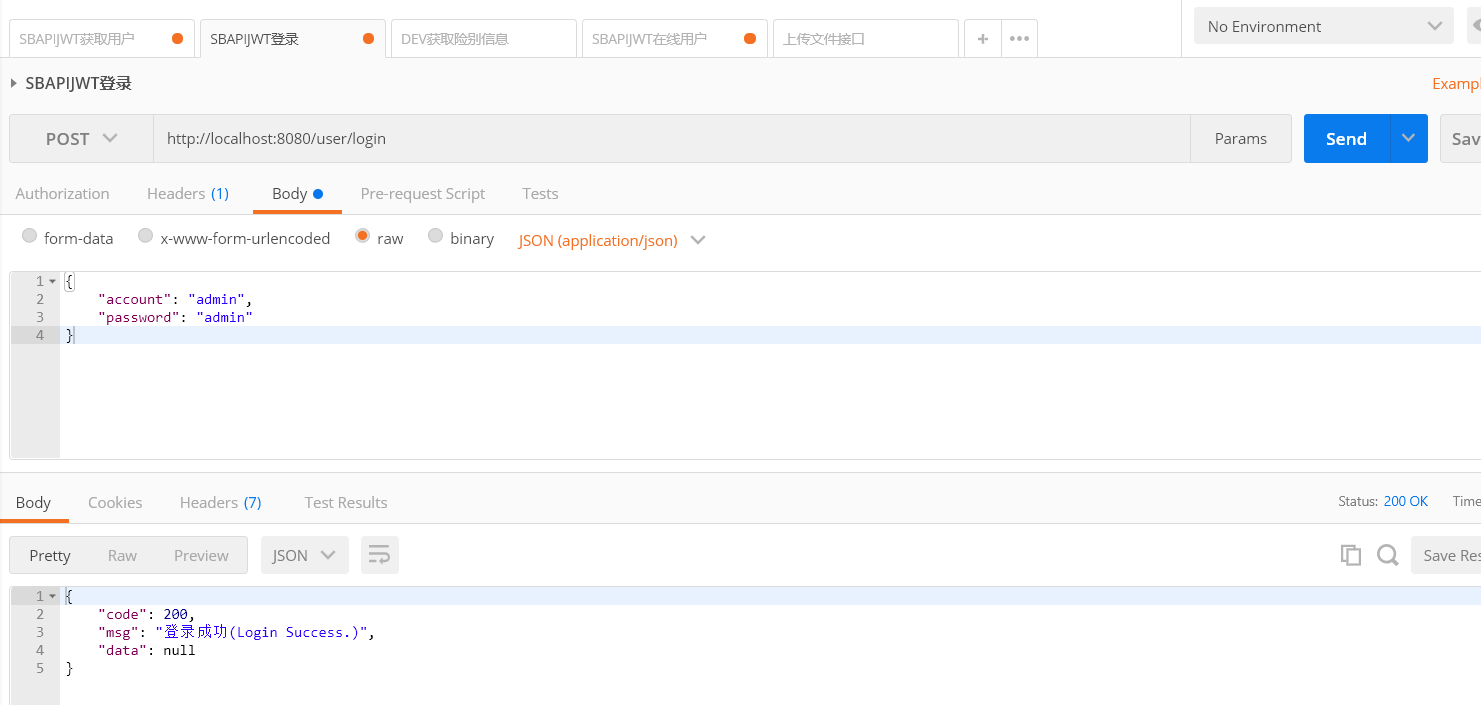 SBAPIJWT获取用户
SBAPIJWT登录
DEV获取险别信息
SBAPIJWT在线用户
上传文件接口
No Environment
SBAPIJWT登录
Exampl
POST
http://localhost:8080/user/login
Params
Send
Sav
Authorization
Headers (1)
Body
Pre-request Script
Tests
form-data
x-www-form-urlencoded
raw
binary
JSON (application/json)
1 {
2 "account": "admin",
3 "password": "admin"
4 }
Body
Cookies
Headers (7)
Test Results
Status: 200 OK
Time
Pretty
Raw
Preview
JSON
Save Res
1 {
2 "code": 200,
3 "msg": "登录成功(Login Success.)",
4 "data": null
5 }